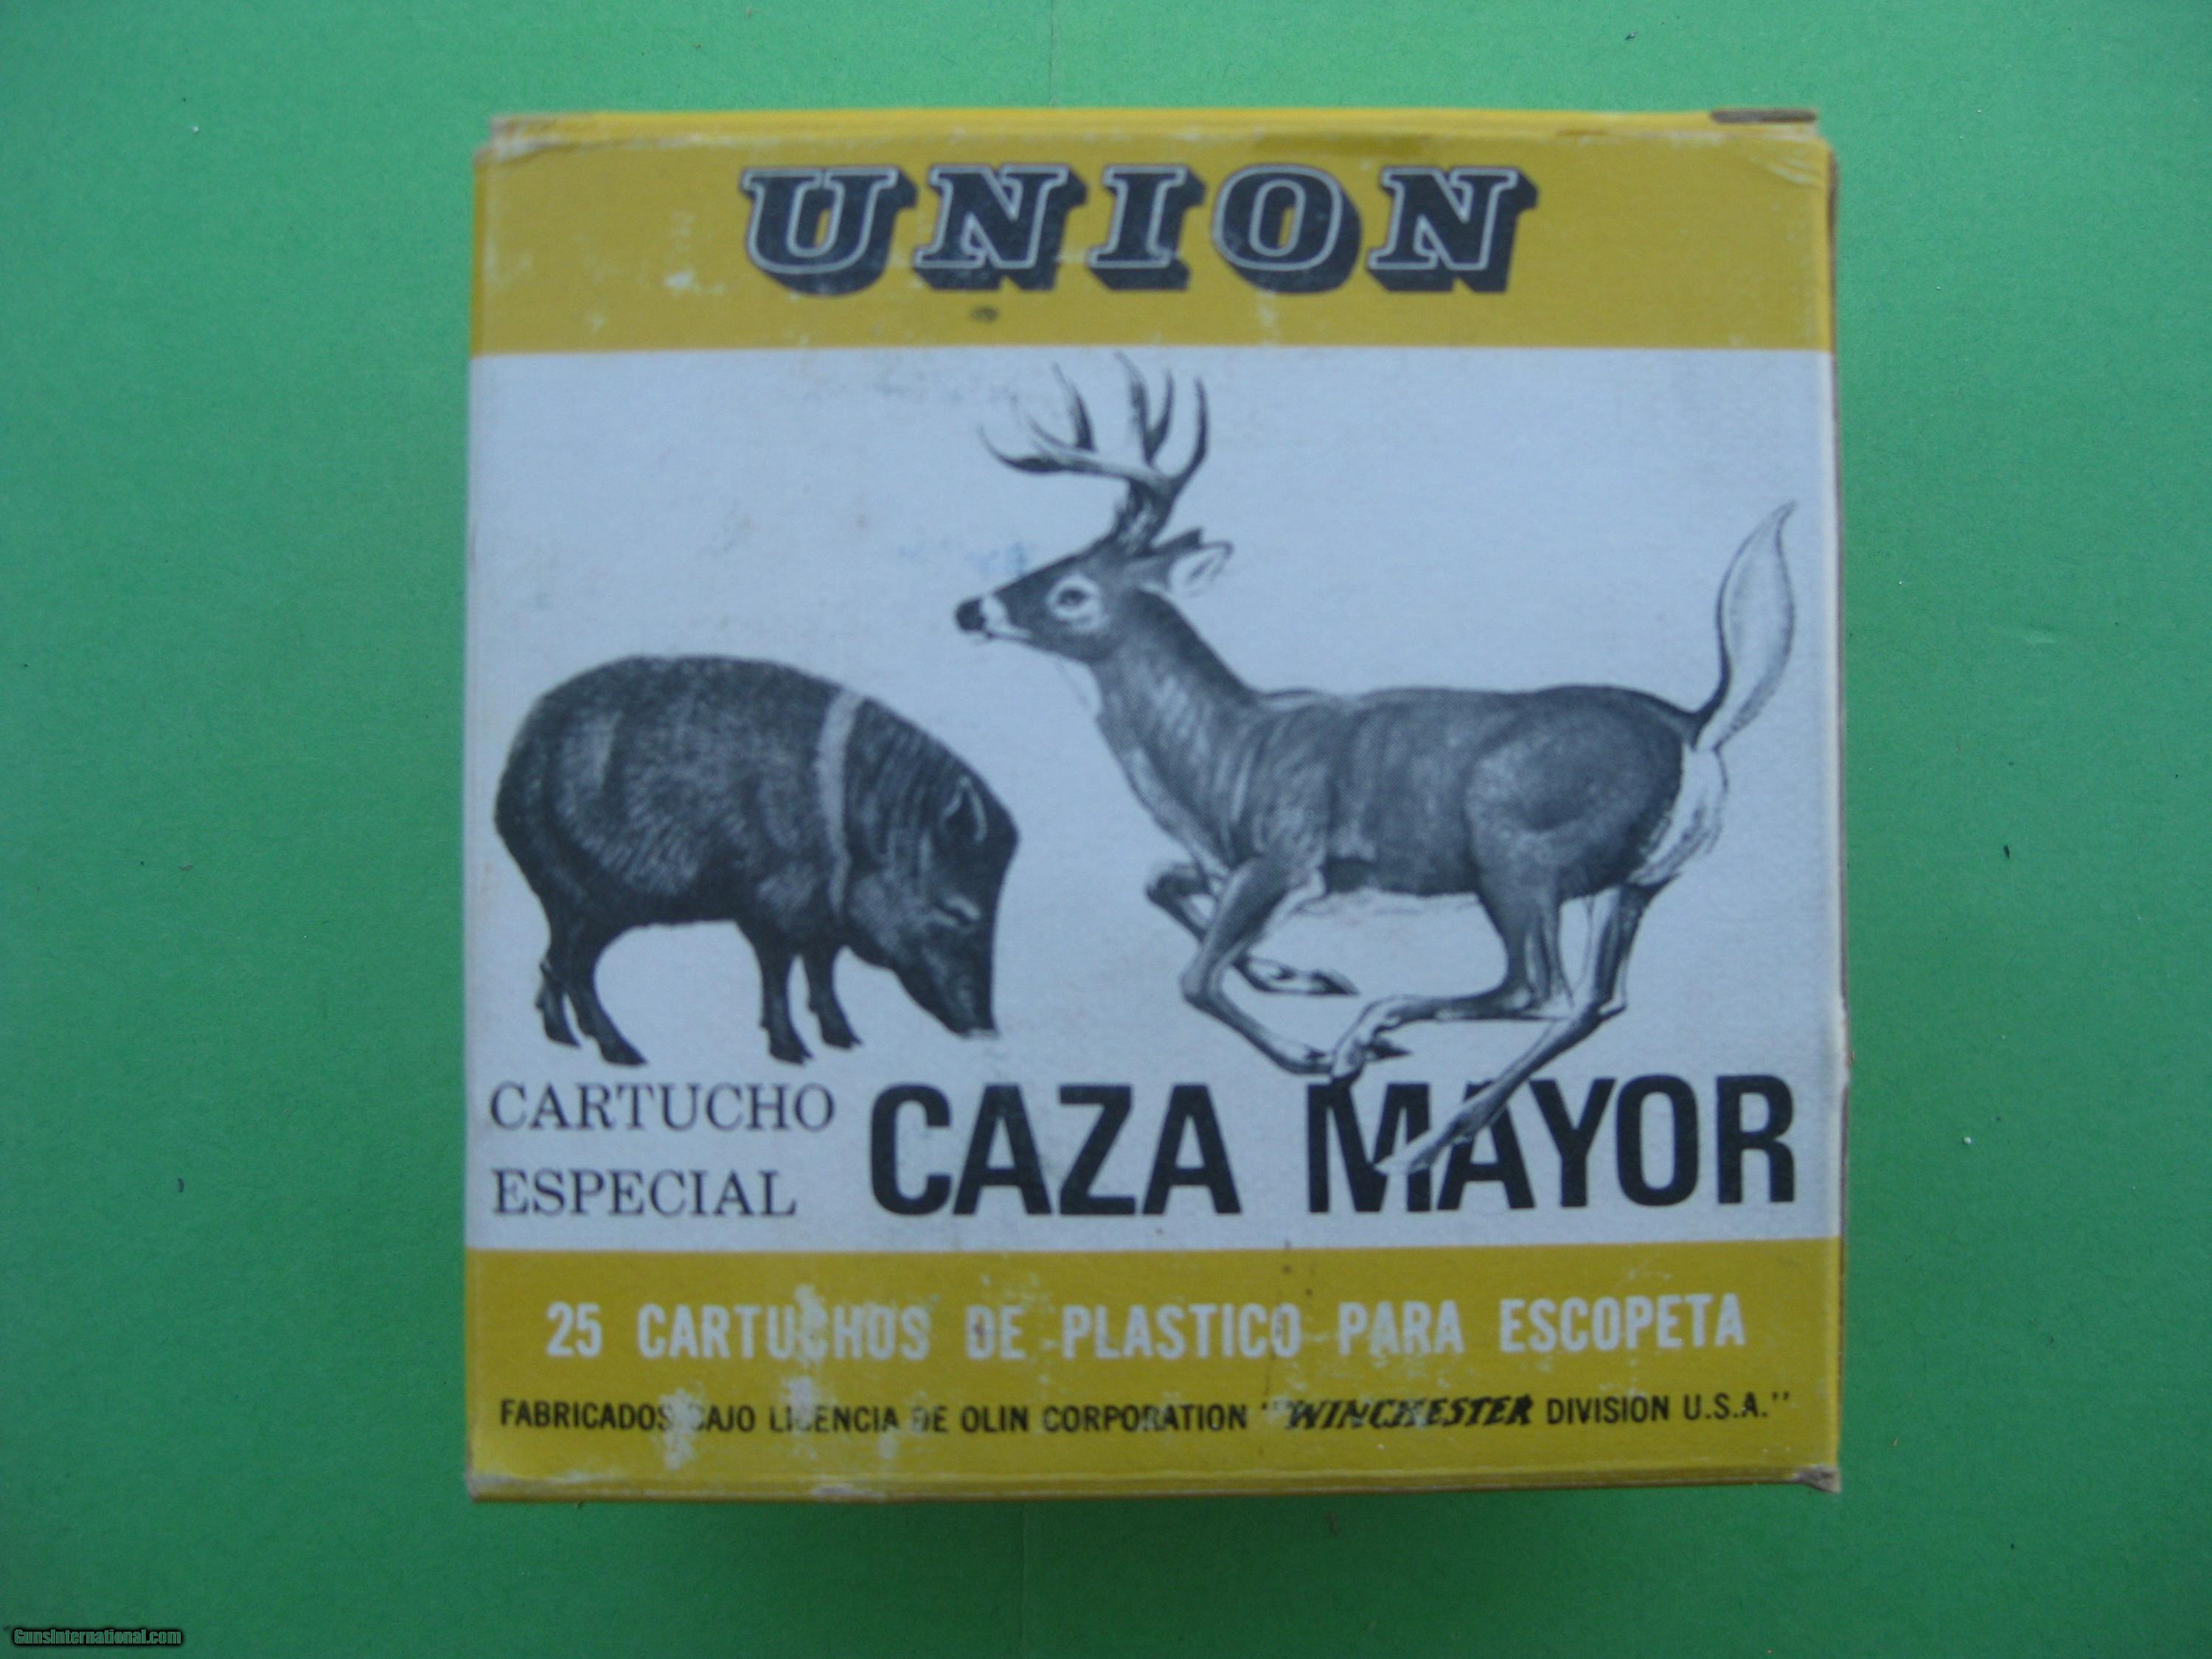 UNION
CARTUCHO
ESPECIAL
CAZA MAYOR
25 CARTUCHOS DE PLASTICO PARA ESCOPETA
FABRICADOS BAJO LICENCIA DE OLIN CORPORATION "WINCHESTER DIVISION U.S.A."
GunsInternational.com